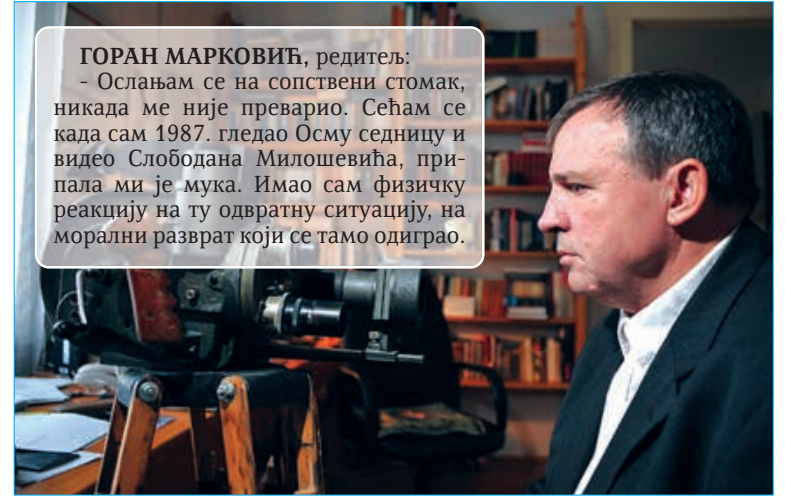 ГОРАН МАРКОВИЋ, редитељ:
- Ослањам се на сопствени стомак,
никада ме није преварио. Сећам се
када сам 1987. гледао Осму седницу и
видео Слободана Милошевића, при-
пала ми је мука. Имао сам физичку
реакцију на ту одвратну ситуацију, на
морални разврат који се тамо одиграо.